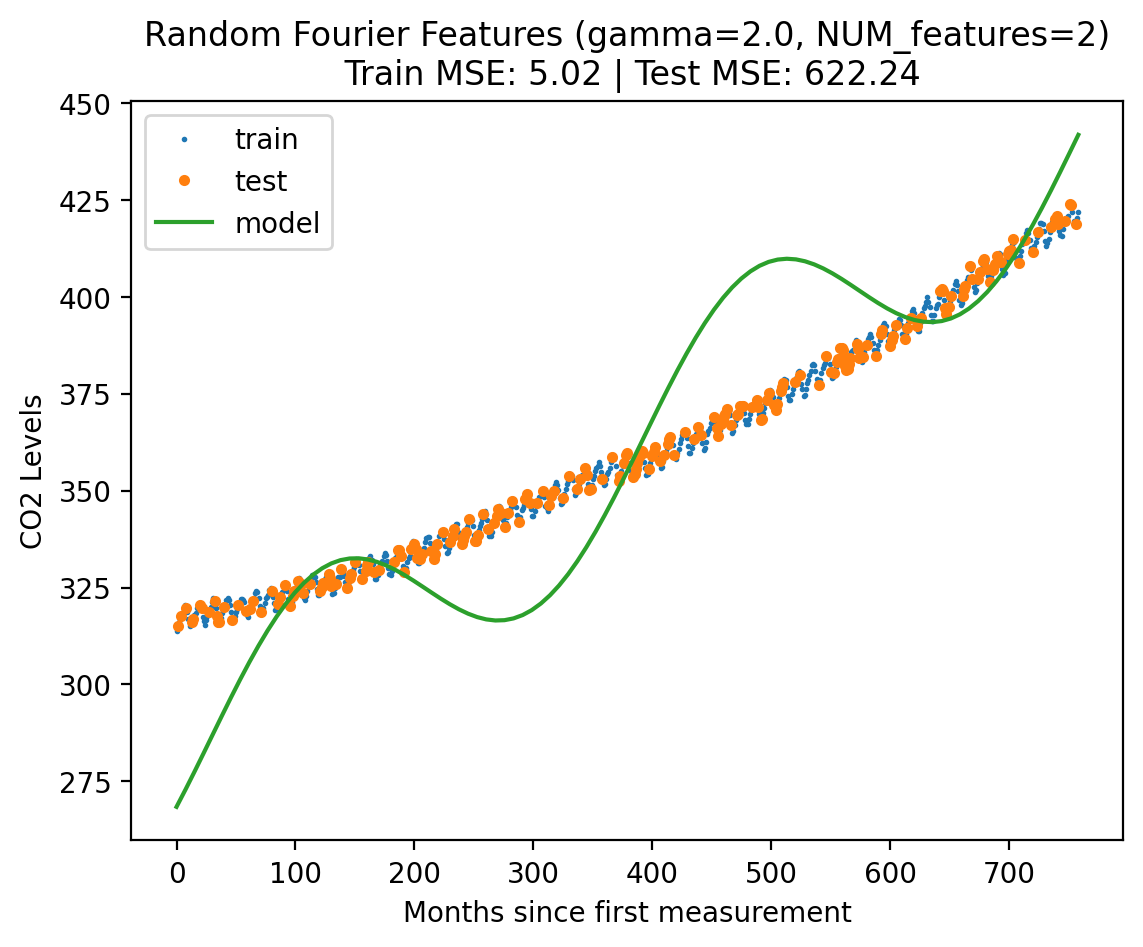 Random Fourier Features (gamma=2.0, NUM_features=2)
Train MSE: 5.02 | Test MSE: 622.24
train
test
model
450
425
400
375
350
325
300
275
CO2 Levels
0 100 200 300 400 500 600 700
Months since first measurement